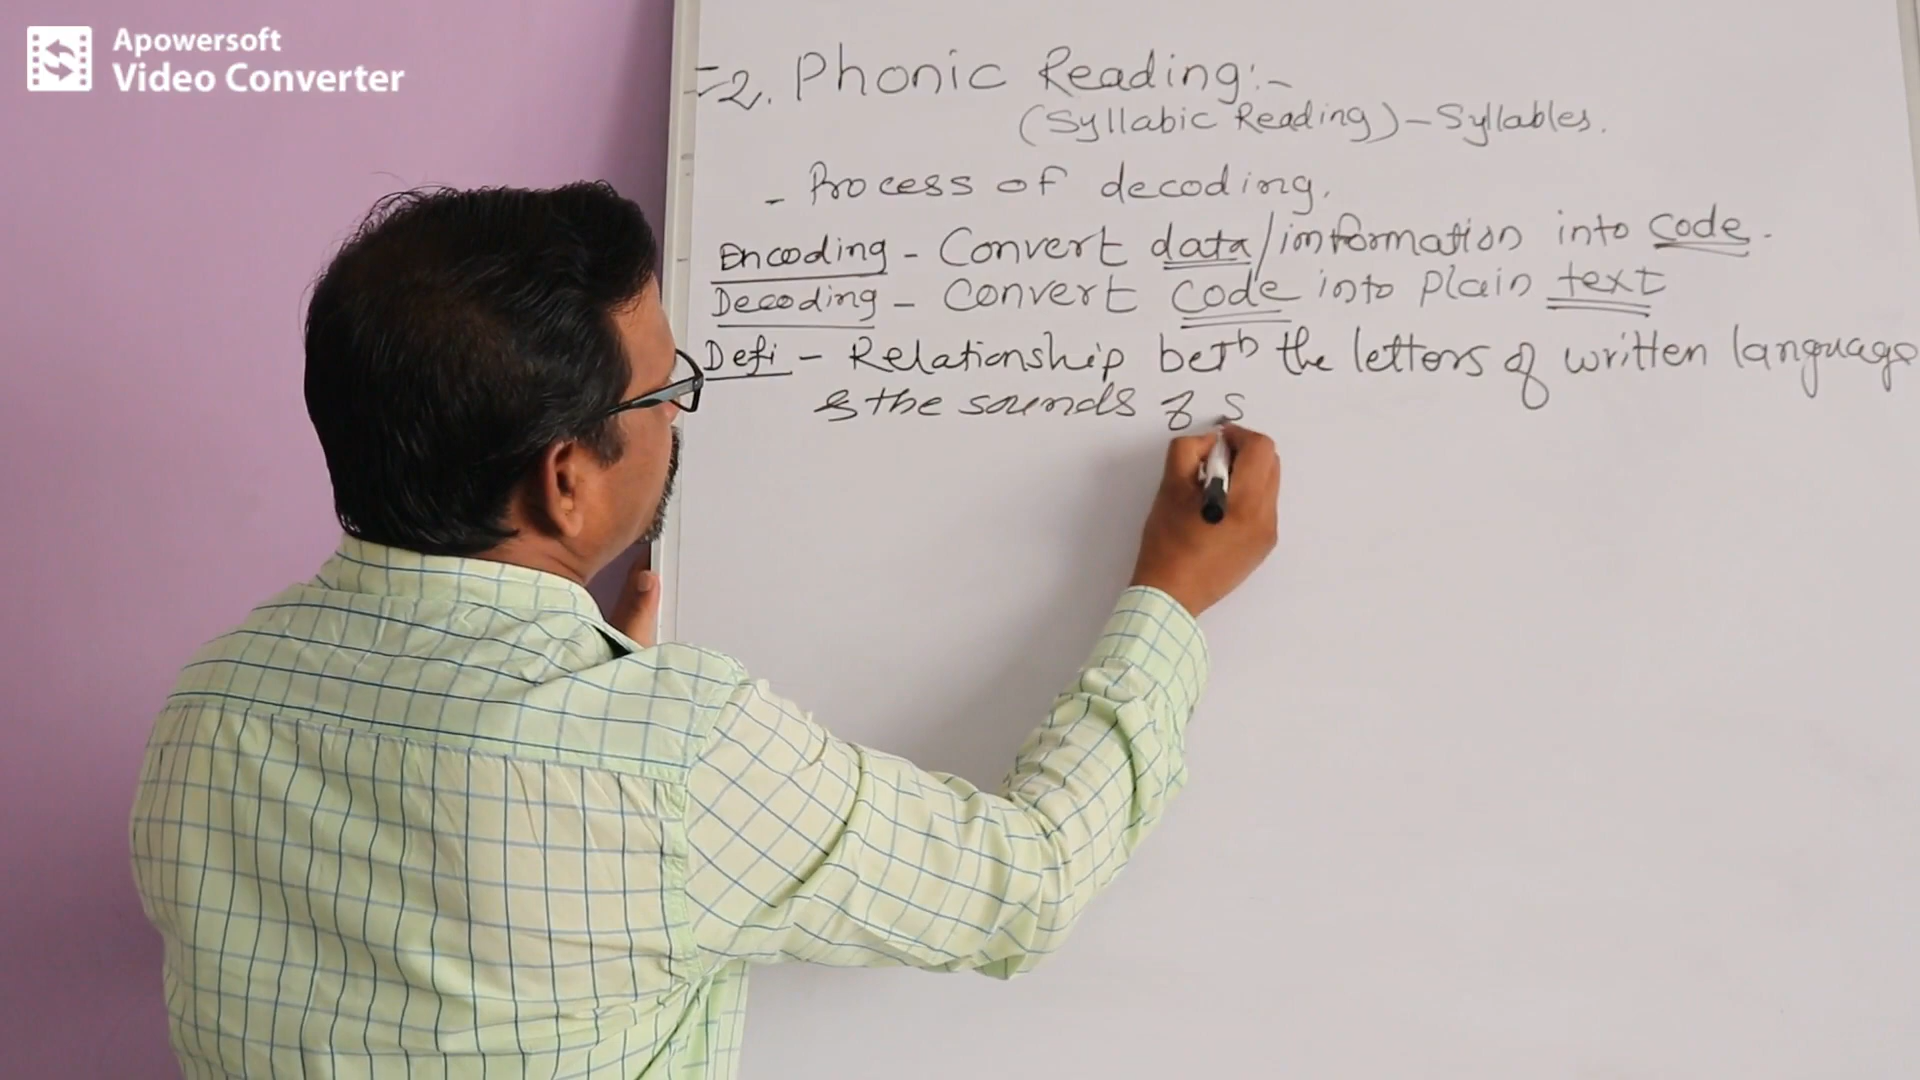 Apowersoft
Video Converter
=2. Phonic Reading:-
(Syllabic Reading) - Syllables.
- Process of decoding.
Encoding - Convert data/information into code.
Decoding - Convert code into plain text
Defi - Relationship betn the letters of written language
& the sounds of s